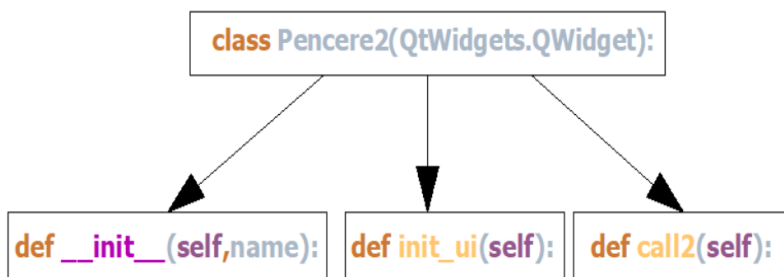 class Pencere2(QtWidgets.QWidget):
def __init__(self,name):
def init_ui(self):
def call2(self):